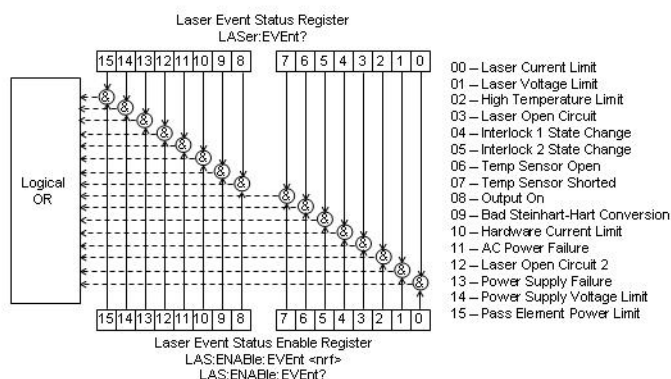 Laser Event Status Register
LASer:EVEnt?
15 14 13 12 11 10 9 8 7 6 5 4 3 2 1 0
& & & & & & & & & & & & & & & &
Logical
OR
15 14 13 12 11 10 9 8 7 6 5 4 3 2 1 0
Laser Event Status Enable Register
LAS:ENABle:EVEnt <nrf>
LAS:ENABle:EVEnt?
00 – Laser Current Limit
01 – Laser Voltage Limit
02 – High Temperature Limit
03 – Laser Open Circuit
04 – Interlock 1 State Change
05 – Interlock 2 State Change
06 – Temp Sensor Open
07 – Temp Sensor Shorted
08 – Output On
09 – Bad Steinhart-Hart Conversion
10 – Hardware Current Limit
11 – AC Power Failure
12 – Laser Open Circuit 2
13 – Power Supply Failure
14 – Power Supply Voltage Limit
15 – Pass Element Power Limit